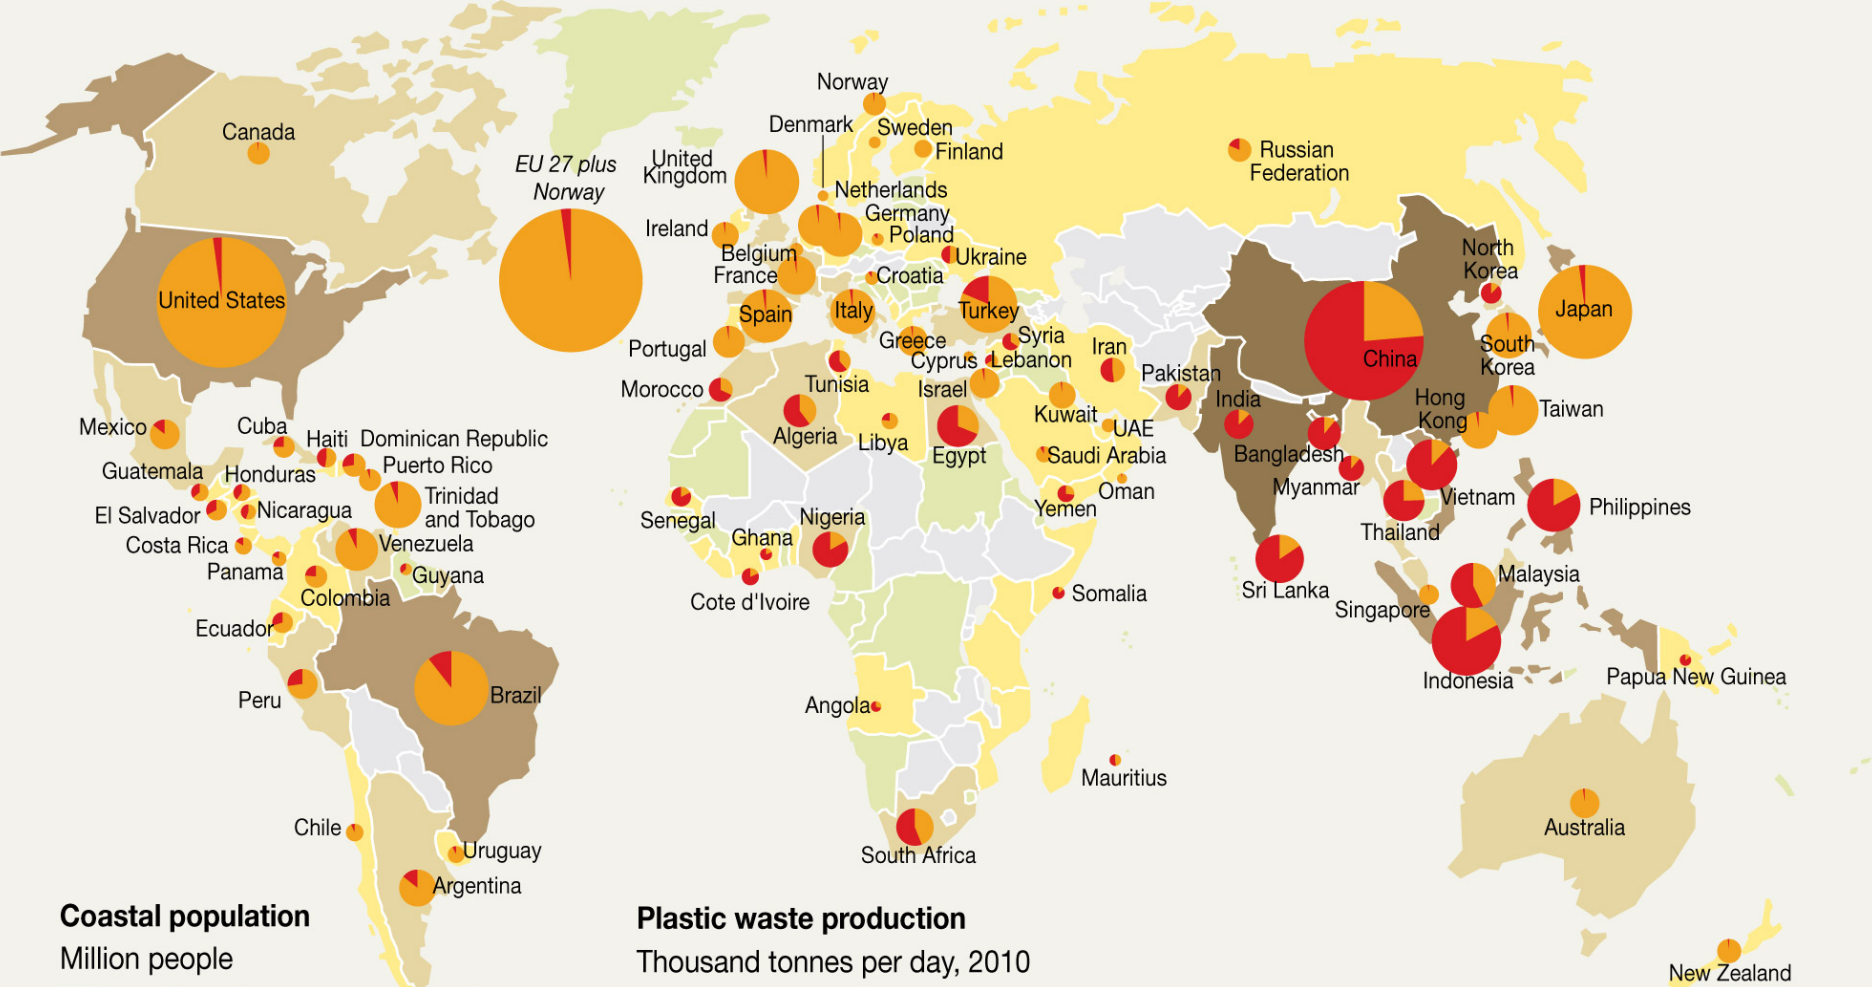 Norway
Denmark
Sweden
Canada
Finland
Russian
Federation
EU 27 plus
Norway
United
Kingdom
Netherlands
Germany
Poland
Ireland
Belgium
France
Ukraine
Croatia
North
Korea
United States
Spain
Italy
Turkey
Japan
Portugal
Greece
Syria
Cyprus
Lebanon
Iran
China
South
Korea
Morocco
Tunisia
Israel
Pakistan
India
Hong
Kong
Taiwan
Kuwait
UAE
Mexico
Cuba
Haiti
Dominican Republic
Algeria
Libya
Egypt
Saudi Arabia
Bangladesh
Guatemala
Honduras
Puerto Rico
Trinidad
and Tobago
Oman
Myanmar
Vietnam
Philippines
El Salvador
Nicaragua
Senegal
Nigeria
Yemen
Thailand
Costa Rica
Venezuela
Ghana
Panama
Guyana
Colombia
Cote d'Ivoire
Somalia
Sri Lanka
Malaysia
Singapore
Ecuador
Indonesia
Papua New Guinea
Peru
Brazil
Angola
Mauritius
Chile
Uruguay
South Africa
Australia
Argentina
Coastal population
Million people
Plastic waste production
Thousand tonnes per day, 2010
New Zealand